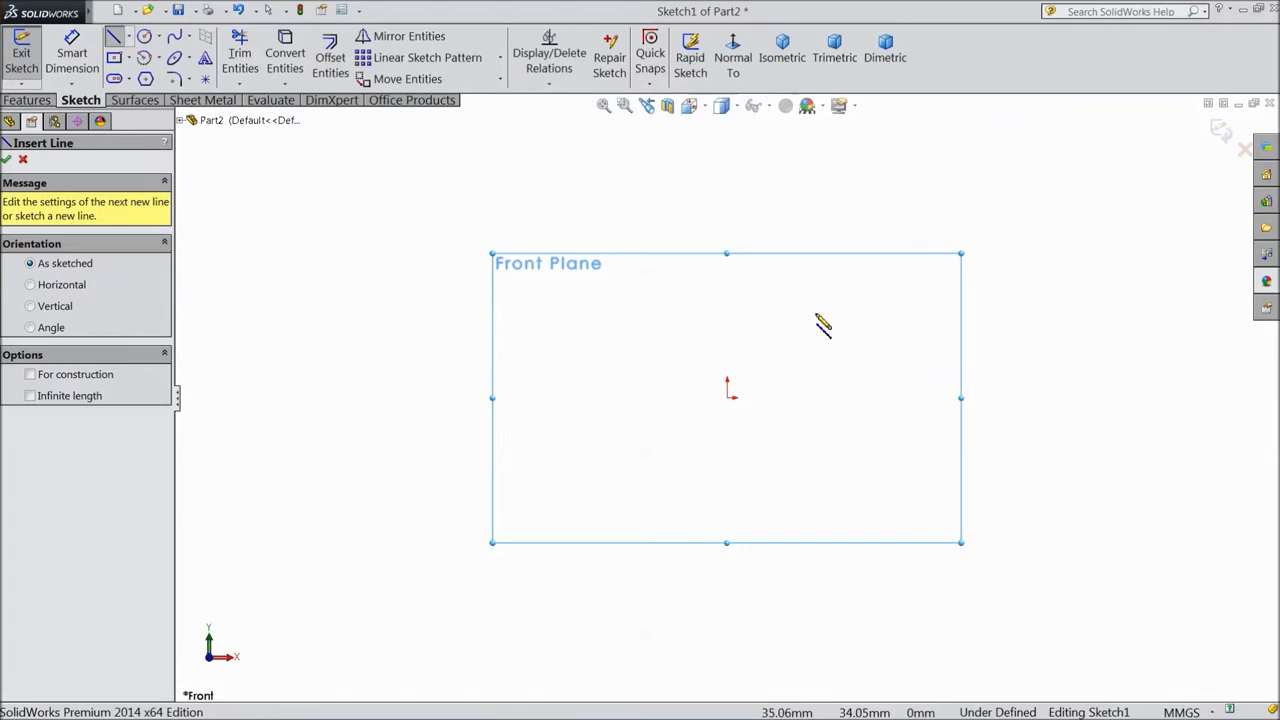 SOLIDWORKS
Sketch1 of Part2 *
Search SolidWorks Help
Exit Sketch
Smart Dimension
Trim Entities
Convert Entities
Offset Entities
Mirror Entities
Linear Sketch Pattern
Move Entities
Display/Delete Relations
Repair Sketch
Quick Snaps
Rapid Sketch
Normal To
Isometric
Trimetric
Dimetric
Features Sketch Surfaces Sheet Metal Evaluate DimXpert Office Products
Part2 (Default<<Def...
Insert Line ?
Message
Edit the settings of the next new line
or sketch a new line.
Orientation
As sketched
Horizontal
Vertical
Angle
Options
For construction
Infinite length
Front Plane
Y
X
*Front
SolidWorks Premium 2014 x64 Edition 35.06mm 34.05mm 0mm Under Defined Editing Sketch1 MMGS